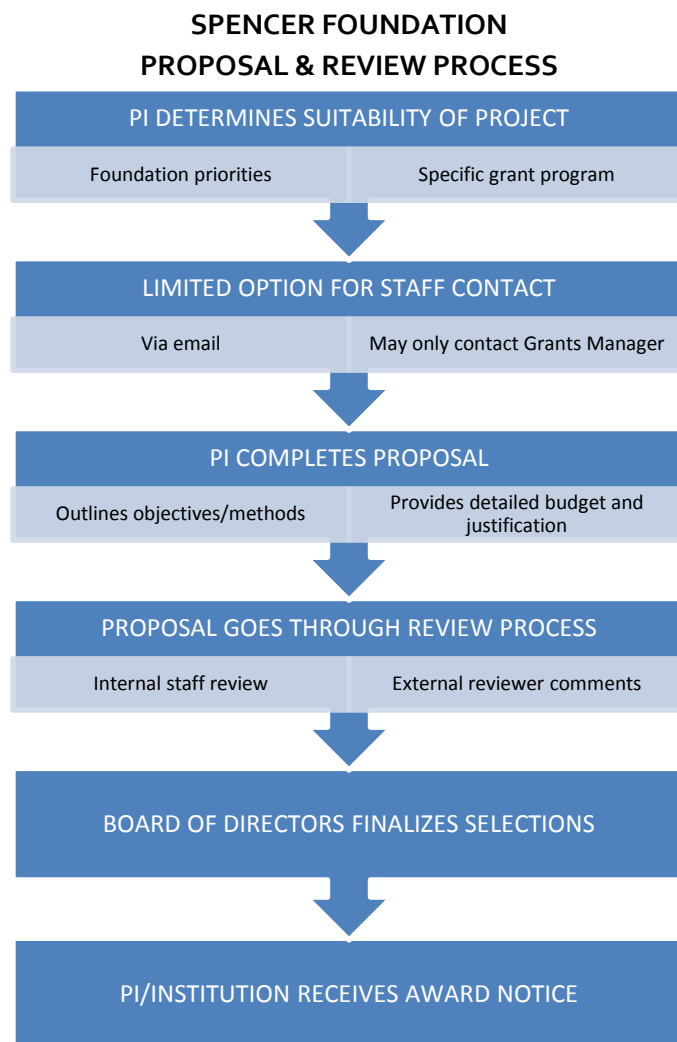 SPENCER FOUNDATION
PROPOSAL & REVIEW PROCESS
PI DETERMINES SUITABILITY OF PROJECT
Foundation priorities
Specific grant program
LIMITED OPTION FOR STAFF CONTACT
Via email
May only contact Grants Manager
PI COMPLETES PROPOSAL
Outlines objectives/methods
Provides detailed budget and
justification
PROPOSAL GOES THROUGH REVIEW PROCESS
Internal staff review
External reviewer comments
BOARD OF DIRECTORS FINALIZES SELECTIONS
PI/INSTITUTION RECEIVES AWARD NOTICE